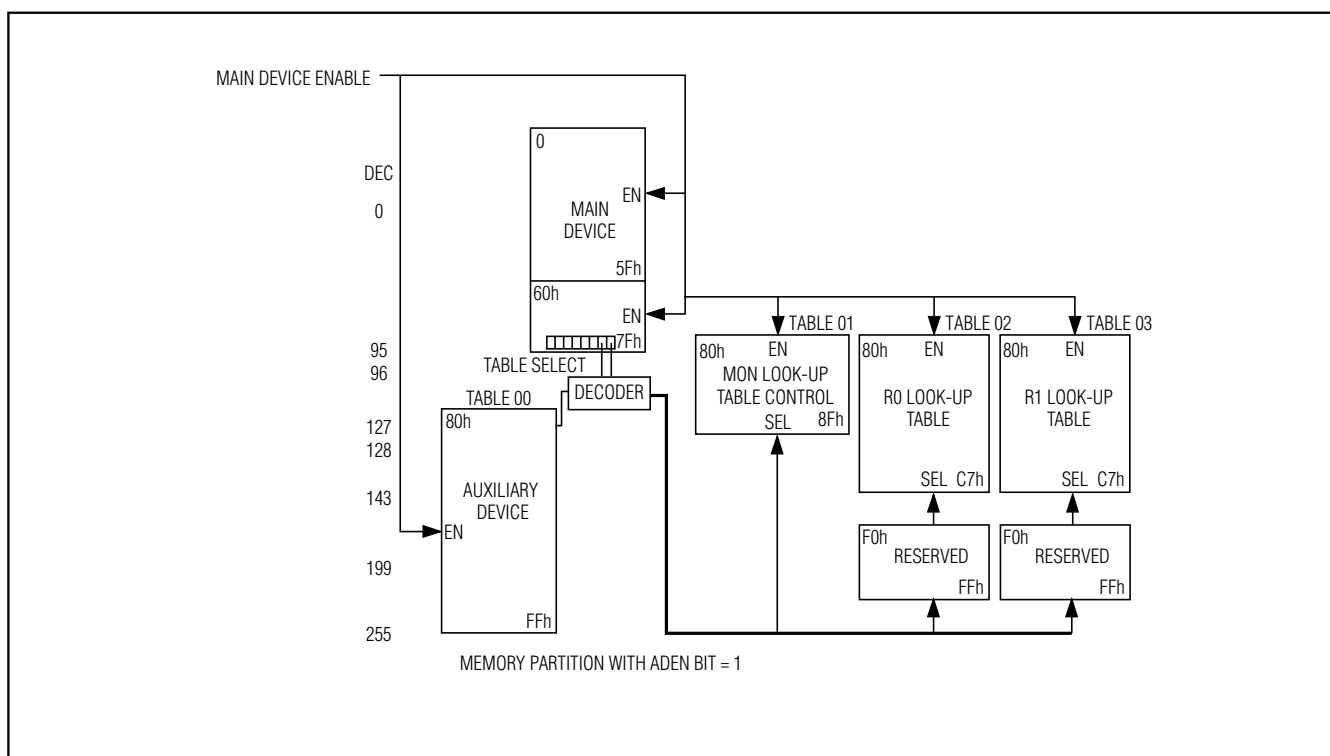 MAIN DEVICE ENABLE
DEC
0
95
96
127
128
143
199
255
0
EN
MAIN
DEVICE
5Fh
60h
EN
7Fh
TABLE SELECT
DECODER
TABLE 00
80h
AUXILIARY
DEVICE
EN
FFh
TABLE 01
80h
EN
MON LOOK-UP
TABLE CONTROL
SEL
8Fh
TABLE 02
80h
EN
R0 LOOK-UP
TABLE
SEL C7h
F0h
RESERVED
FFh
TABLE 03
80h
EN
R1 LOOK-UP
TABLE
SEL C7h
F0h
RESERVED
FFh
MEMORY PARTITION WITH ADEN BIT = 1